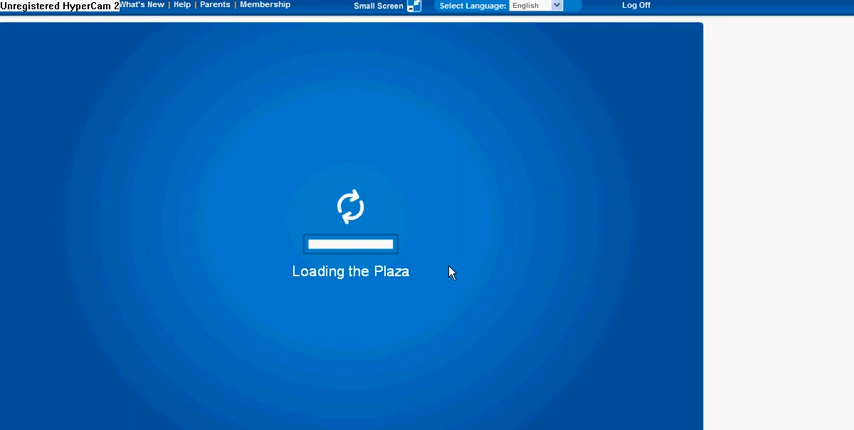 Unregistered HyperCam 2
What's New | Help | Parents | Membership
Small Screen
Select Language: English
Log Off
Loading the Plaza